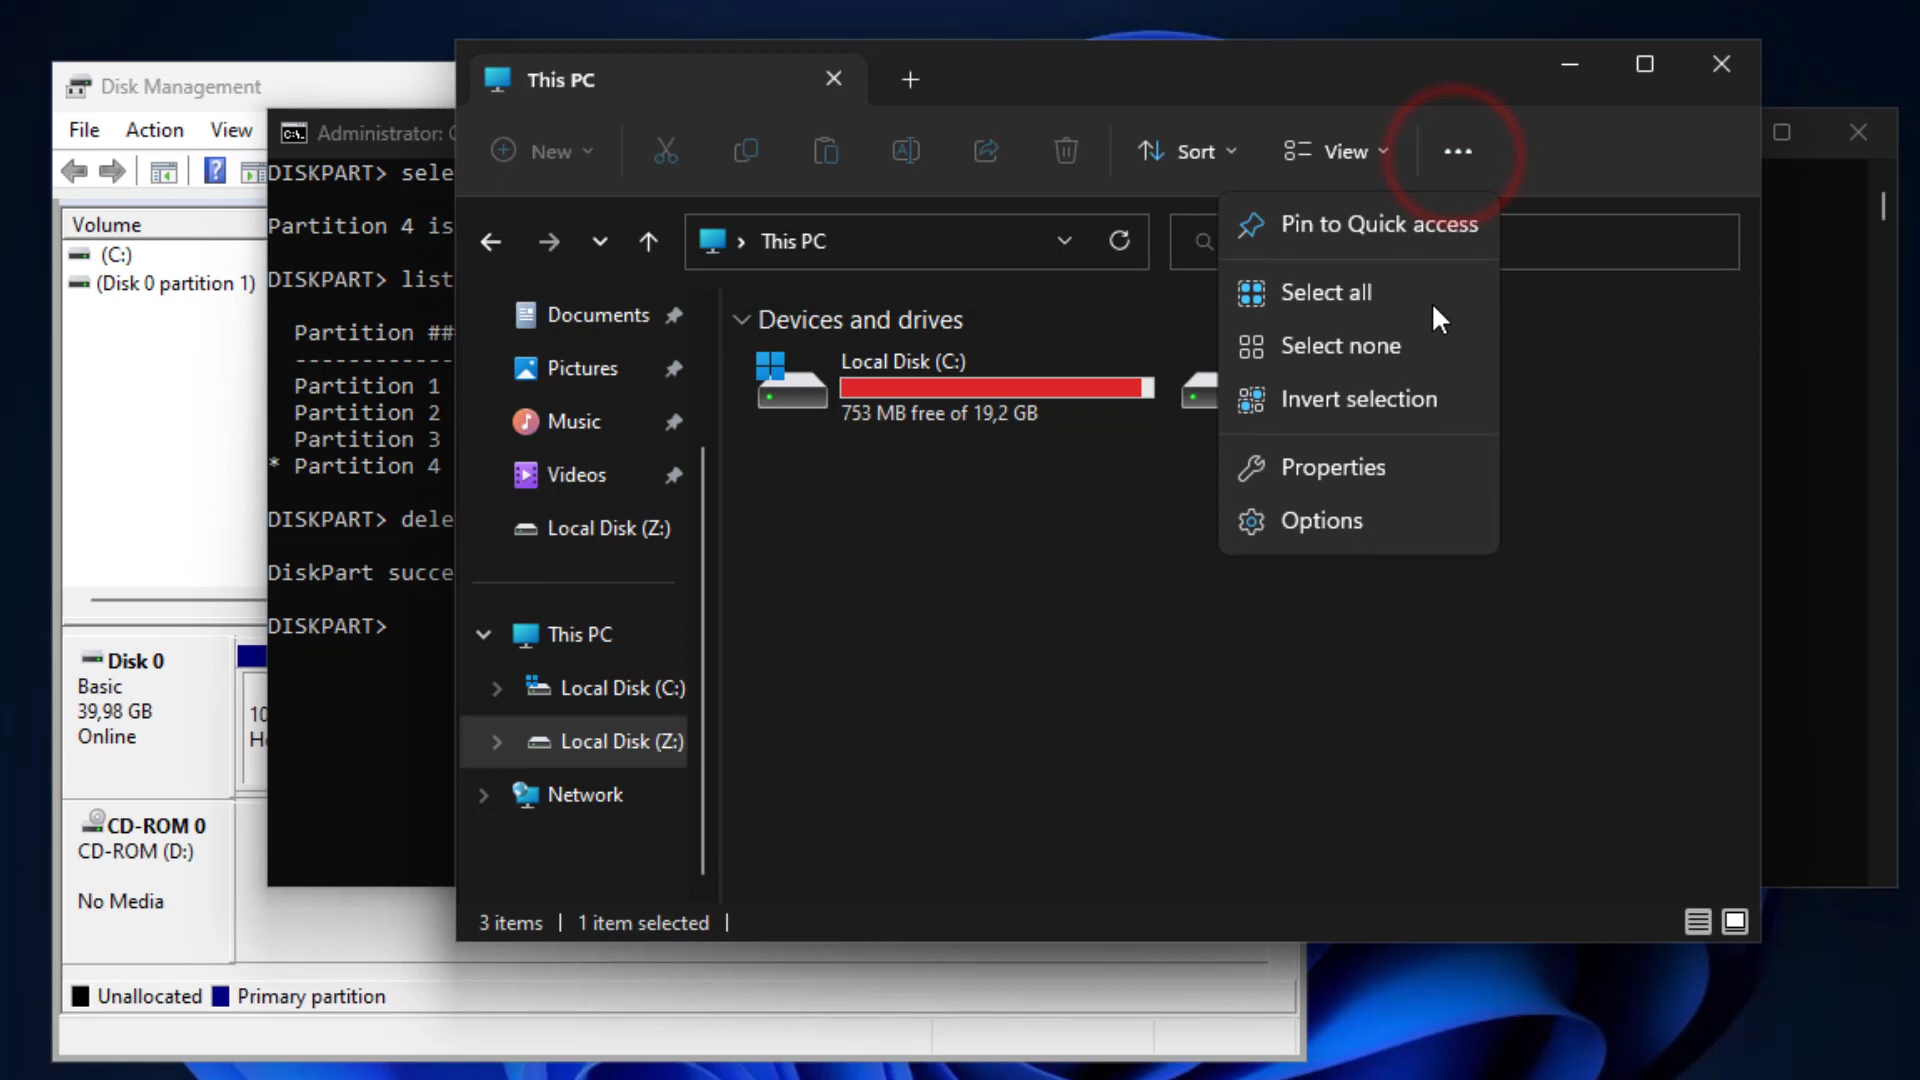 Disk Management
File Action View
Volume
(C:)
(Disk 0 partition 1)
Disk 0
Basic
39,98 GB
Online
10
CD-ROM 0
CD-ROM (D:)
No Media
Unallocated Primary partition
Administrator:
DISKPART> sele
Partition 4 is
DISKPART> list
Partition ##
------------
Partition 1
Partition 2
Partition 3
* Partition 4
DISKPART> dele
DiskPart succe
DISKPART>
This PC
New
Sort
View
This PC
Documents
Pictures
Music
Videos
Local Disk (Z:)
This PC
Local Disk (C:)
Local Disk (Z:)
Network
Devices and drives
Local Disk (C:)
753 MB free of 19,2 GB
Pin to Quick access
Select all
Select none
Invert selection
Properties
Options
3 items | 1 item selected |